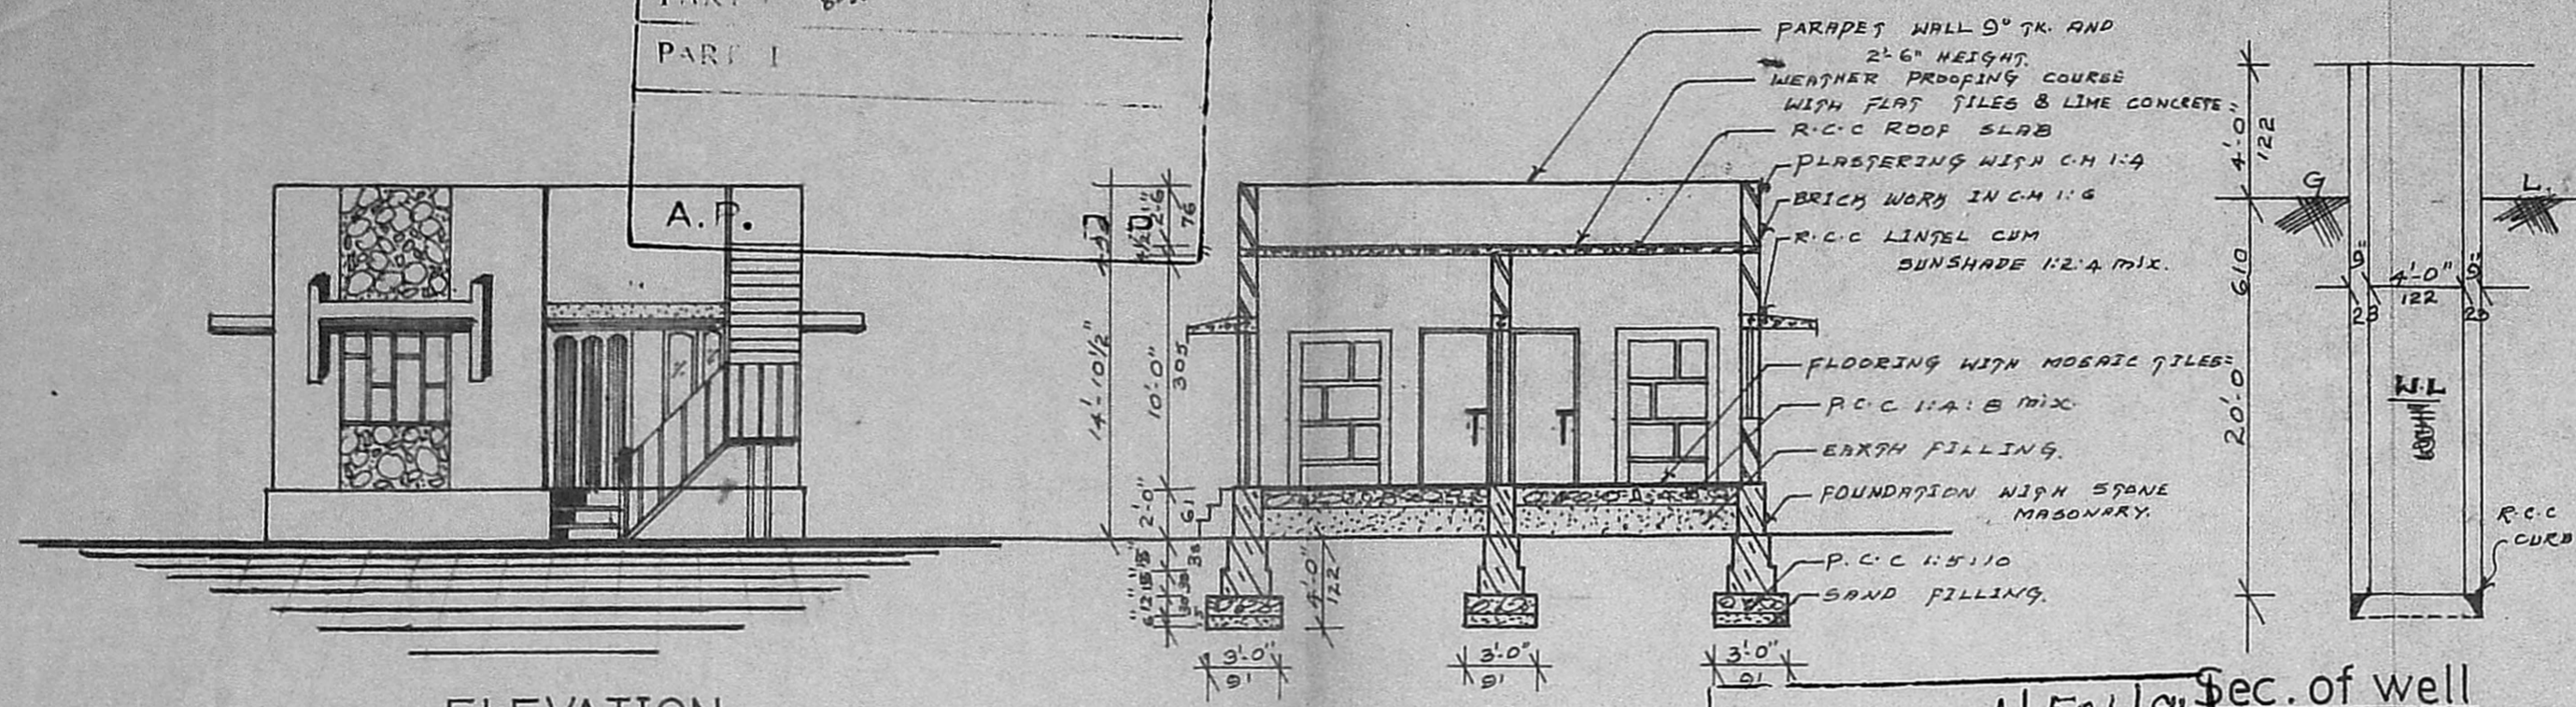 PART I
A.P.
PARAPET WALL 9" TK. AND
2'-6" HEIGHT.
WEATHER PROOFING COURSE
WITH FLAT TILES & LIME CONCRETE
R.C.C ROOF SLAB
PLASTERING WITH C.M 1:4
BRICK WORK IN C.M 1:6
R.C.C LINTEL CUM
SUNSHADE 1:2:4 MIX.
FLOORING WITH MOSAIC TILES
P.C.C 1:4:8 MIX.
EARTH FILLING.
FOUNDATION WITH STONE
MASONARY.
P.C.C 1:5:10
SAND FILLING.
14'-10½"
4½"
2'-6"
76
10'-0"
305
2'-0"
61
4'-0"
122
3'-0"
91
3'-0"
91
3'-0"
91
4'-0"
122
G
L
9"
4'-0"
9"
23
122
23
610
20'-0"
W.L
R.C.C
CURB
ELEVATION
Sec. of well